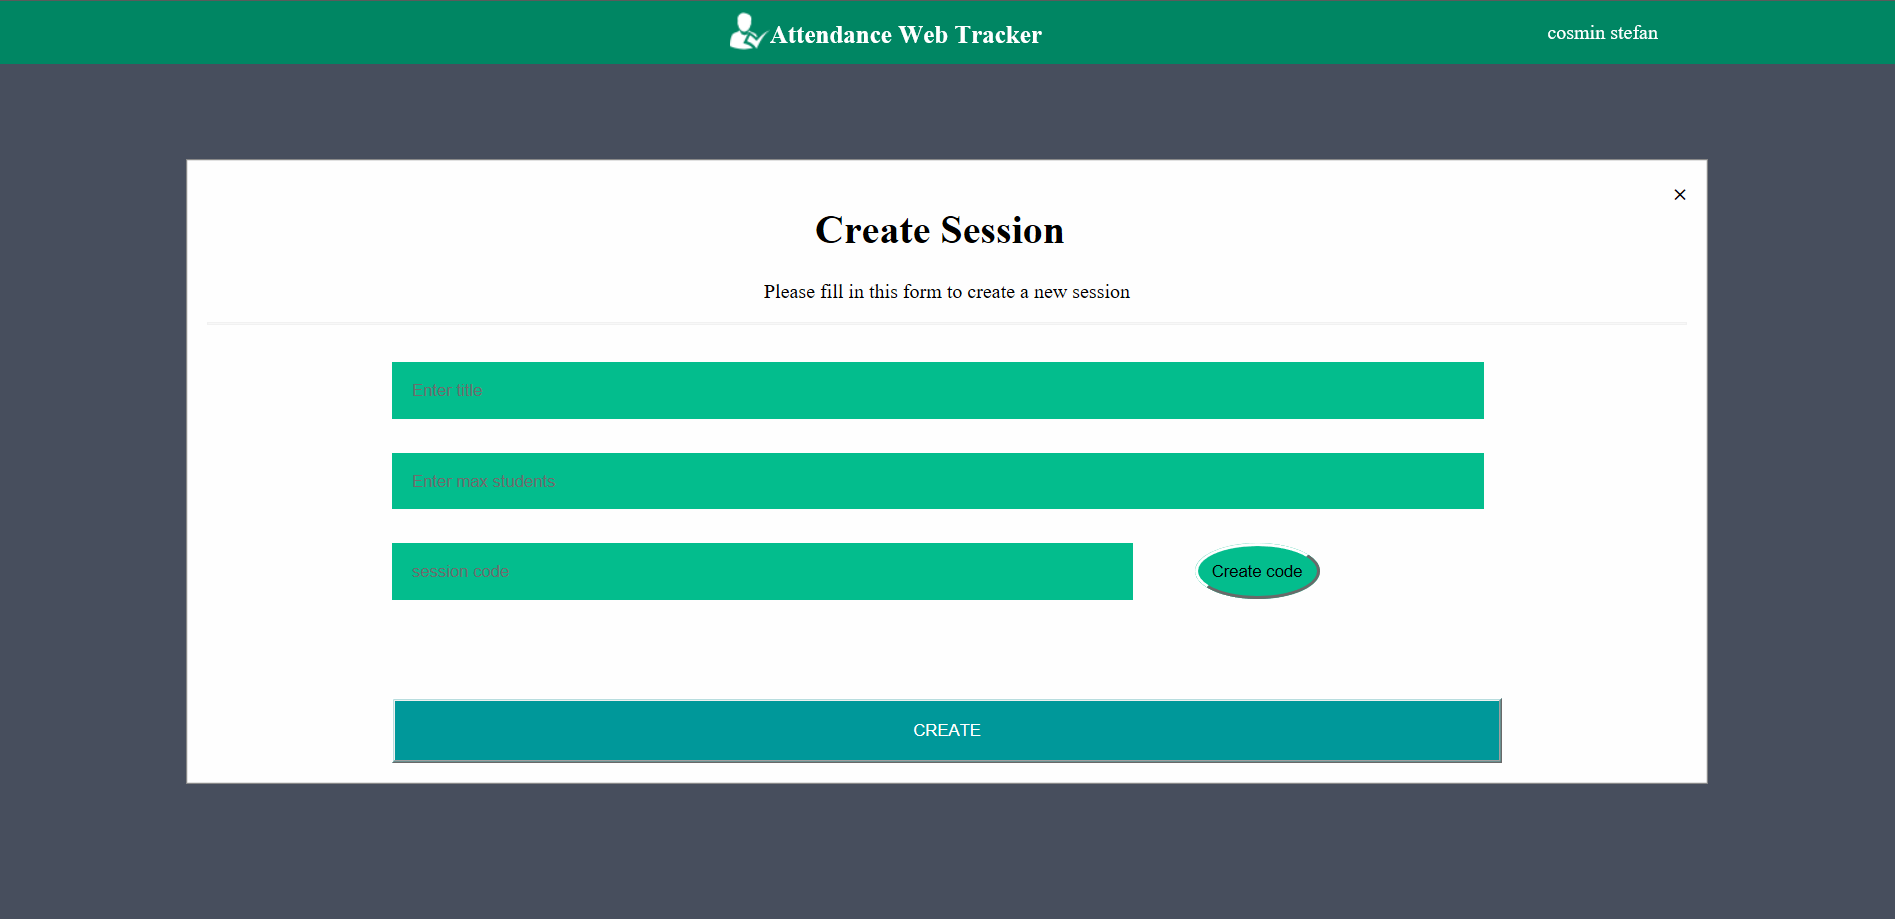 Attendance Web Tracker
cosmin stefan
×
Create Session
Please fill in this form to create a new session
Enter title
Enter max students
session code
Create code
CREATE